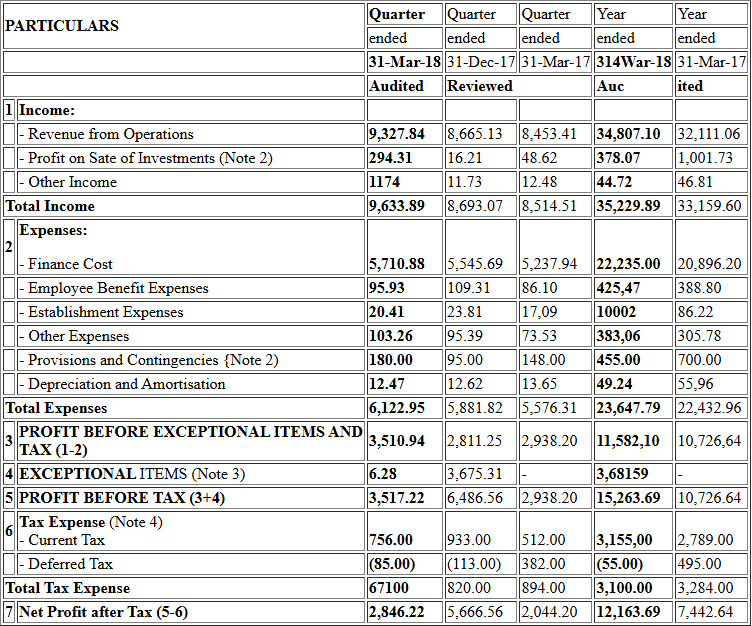 PARTICULARS Quarter Quarter Quarter Year Year
ended ended ended ended ended
31-Mar-18 31-Dec-17 31-Mar-17 314War-18 31-Mar-17
Audited Reviewed Auc ited
1 Income:
- Revenue from Operations 9,327.84 8,665.13 8,453.41 34,807.10 32,111.06
- Profit on Sate of Investments (Note 2) 294.31 16.21 48.62 378.07 1,001.73
- Other Income 1174 11.73 12.48 44.72 46.81
Total Income 9,633.89 8,693.07 8,514.51 35,229.89 33,159.60
2 Expenses:
- Finance Cost 5,710.88 5,545.69 5,237.94 22,235.00 20,896.20
- Employee Benefit Expenses 95.93 109.31 86.10 425,47 388.80
- Establishment Expenses 20.41 23.81 17,09 10002 86.22
- Other Expenses 103.26 95.39 73.53 383,06 305.78
- Provisions and Contingencies {Note 2) 180.00 95.00 148.00 455.00 700.00
- Depreciation and Amortisation 12.47 12.62 13.65 49.24 55,96
Total Expenses 6,122.95 5,881.82 5,576.31 23,647.79 22,432.96
3 PROFIT BEFORE EXCEPTIONAL ITEMS AND
TAX (1-2) 3,510.94 2,811.25 2,938.20 11,582,10 10,726,64
4 EXCEPTIONAL ITEMS (Note 3) 6.28 3,675.31 - 3,68159 -
5 PROFIT BEFORE TAX (3+4) 3,517.22 6,486.56 2,938.20 15,263.69 10,726.64
6 Tax Expense (Note 4)
- Current Tax 756.00 933.00 512.00 3,155,00 2,789.00
- Deferred Tax (85.00) (113.00) 382.00 (55.00) 495.00
Total Tax Expense 67100 820.00 894.00 3,100.00 3,284.00
7 Net Profit after Tax (5-6) 2,846.22 5,666.56 2,044.20 12,163.69 7,442.64